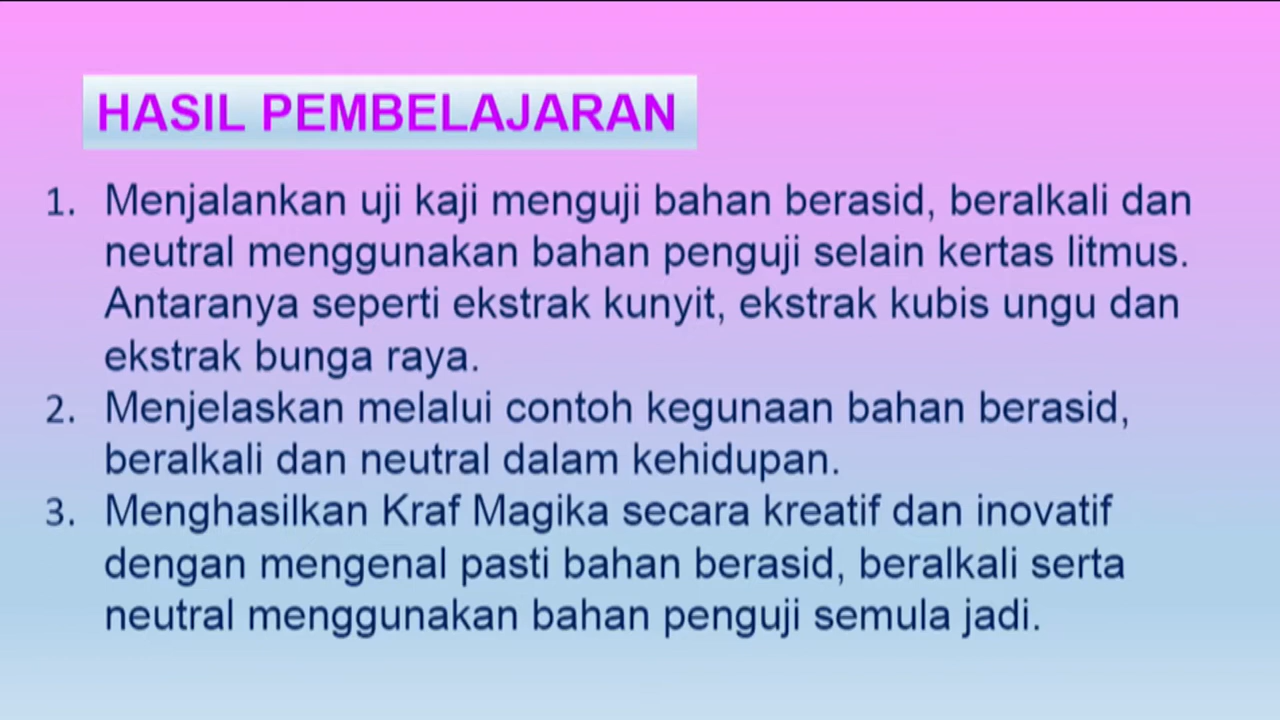 HASIL PEMBELAJARAN
1. Menjalankan uji kaji menguji bahan berasid, beralkali dan
neutral menggunakan bahan penguji selain kertas litmus.
Antaranya seperti ekstrak kunyit, ekstrak kubis ungu dan
ekstrak bunga raya.
2. Menjelaskan melalui contoh kegunaan bahan berasid,
beralkali dan neutral dalam kehidupan.
3. Menghasilkan Kraf Magika secara kreatif dan inovatif
dengan mengenal pasti bahan berasid, beralkali serta
neutral menggunakan bahan penguji semula jadi.